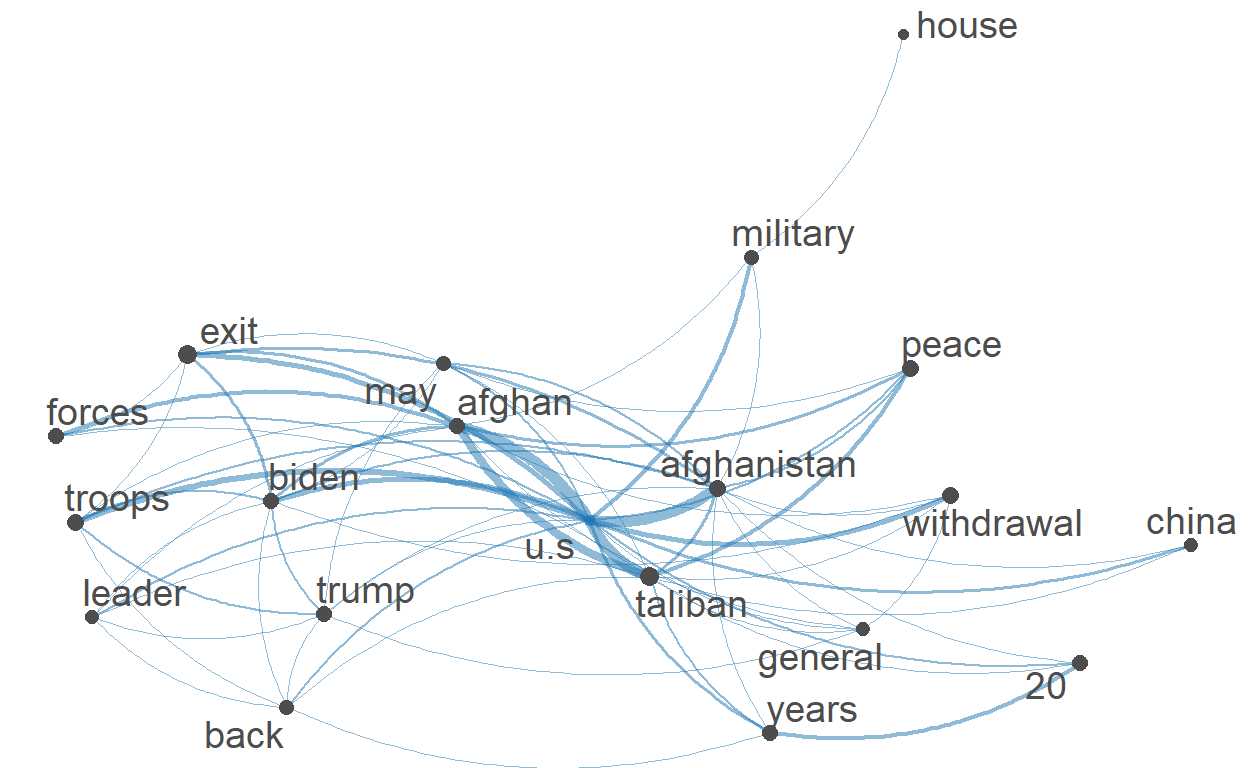 house
military
exit
peace
may
afghan
forces
afghanistan
biden
troops
withdrawal
china
u.s
leader
trump
taliban
general
20
years
back